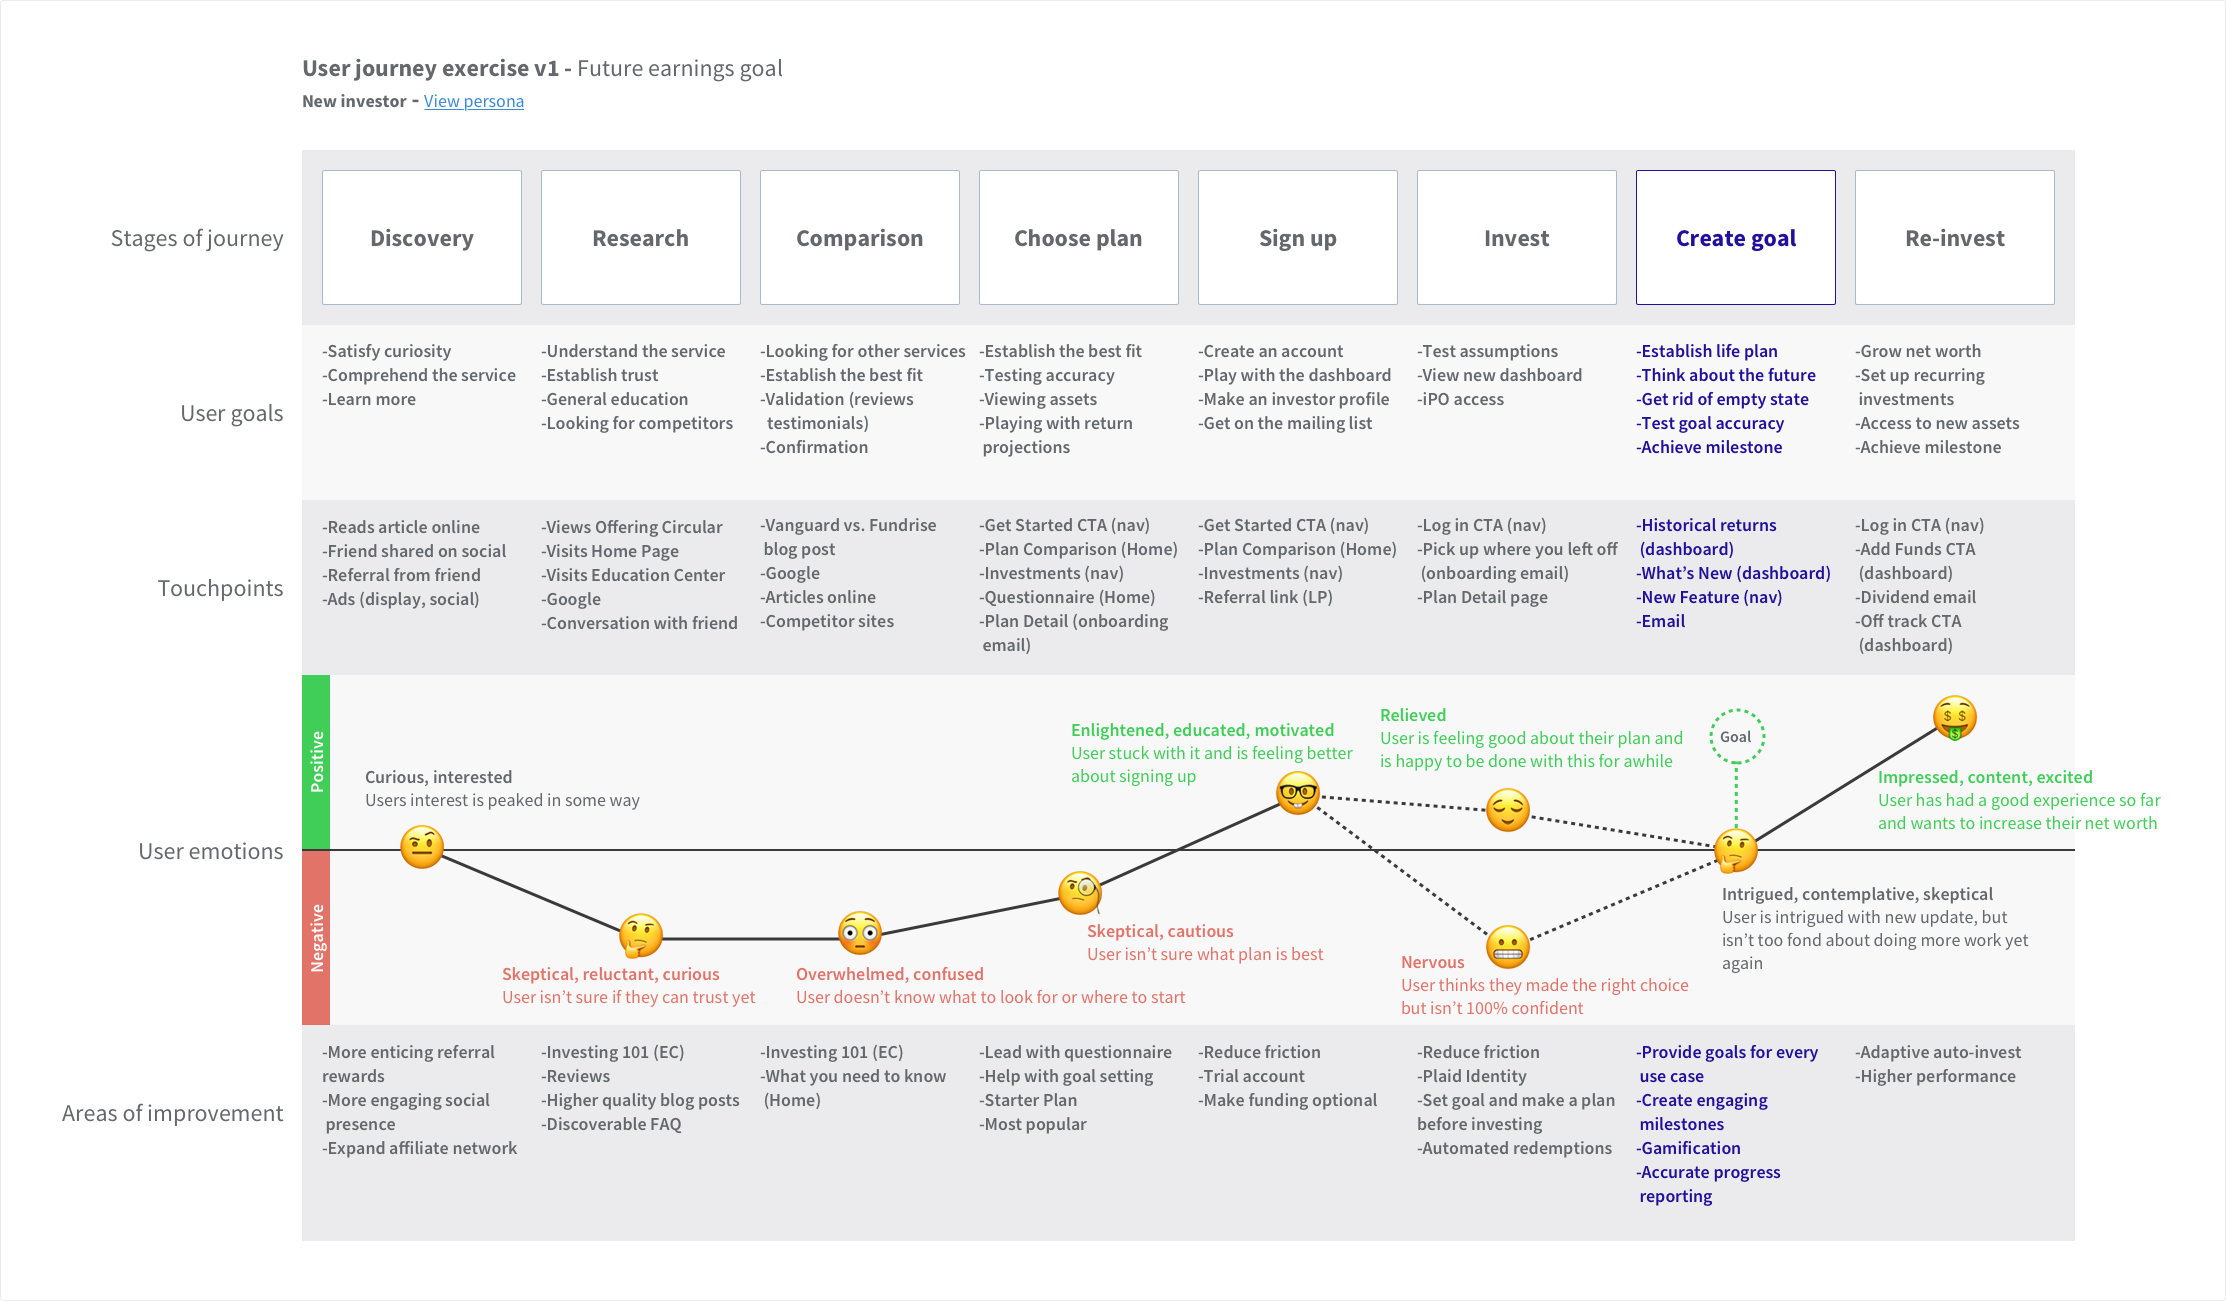 User journey exercise v1 - Future earnings goal
New investor - View persona
Stages of journey
Discovery
Research
Comparison
Choose plan
Sign up
Invest
Create goal
Re-invest
User goals
-Satisfy curiosity
-Comprehend the service
-Learn more
-Understand the service
-Establish trust
-General education
-Looking for competitors
-Looking for other services
-Establish the best fit
-Validation (reviews
testimonials)
-Confirmation
-Establish the best fit
-Testing accuracy
-Viewing assets
-Playing with return
projections
-Create an account
-Play with the dashboard
-Make an investor profile
-Get on the mailing list
-Test assumptions
-View new dashboard
-iPO access
-Establish life plan
-Think about the future
-Get rid of empty state
-Test goal accuracy
-Achieve milestone
-Grow net worth
-Set up recurring
investments
-Access to new assets
-Achieve milestone
Touchpoints
-Reads article online
-Friend shared on social
-Referral from friend
-Ads (display, social)
-Views Offering Circular
-Visits Home Page
-Visits Education Center
-Google
-Conversation with friend
-Vanguard vs. Fundrise
blog post
-Google
-Articles online
-Competitor sites
-Get Started CTA (nav)
-Plan Comparison (Home)
-Investments (nav)
-Questionnaire (Home)
-Plan Detail (onboarding
email)
-Get Started CTA (nav)
-Plan Comparison (Home)
-Investments (nav)
-Referral link (LP)
-Log in CTA (nav)
-Pick up where you left off
(onboarding email)
-Plan Detail page
-Historical returns
(dashboard)
-What’s New (dashboard)
-New Feature (nav)
-Email
-Log in CTA (nav)
-Add Funds CTA
(dashboard)
-Dividend email
-Off track CTA
(dashboard)
User emotions
Positive
Negative
Curious, interested
Users interest is peaked in some way
Skeptical, reluctant, curious
User isn’t sure if they can trust yet
Overwhelmed, confused
User doesn’t know what to look for or where to start
Skeptical, cautious
User isn’t sure what plan is best
Enlightened, educated, motivated
User stuck with it and is feeling better
about signing up
Relieved
User is feeling good about their plan and
is happy to be done with this for awhile
Nervous
User thinks they made the right choice
but isn’t 100% confident
Goal
Intrigued, contemplative, skeptical
User is intrigued with new update, but
isn’t too fond about doing more work yet
again
Impressed, content, excited
User has had a good experience so far
and wants to increase their net worth
Areas of improvement
-More enticing referral
rewards
-More engaging social
presence
-Expand affiliate network
-Investing 101 (EC)
-Reviews
-Higher quality blog posts
-Discoverable FAQ
-Investing 101 (EC)
-What you need to know
(Home)
-Lead with questionnaire
-Help with goal setting
-Starter Plan
-Most popular
-Reduce friction
-Trial account
-Make funding optional
-Reduce friction
-Plaid Identity
-Set goal and make a plan
before investing
-Automated redemptions
-Provide goals for every
use case
-Create engaging
milestones
-Gamification
-Accurate progress
reporting
-Adaptive auto-invest
-Higher performance